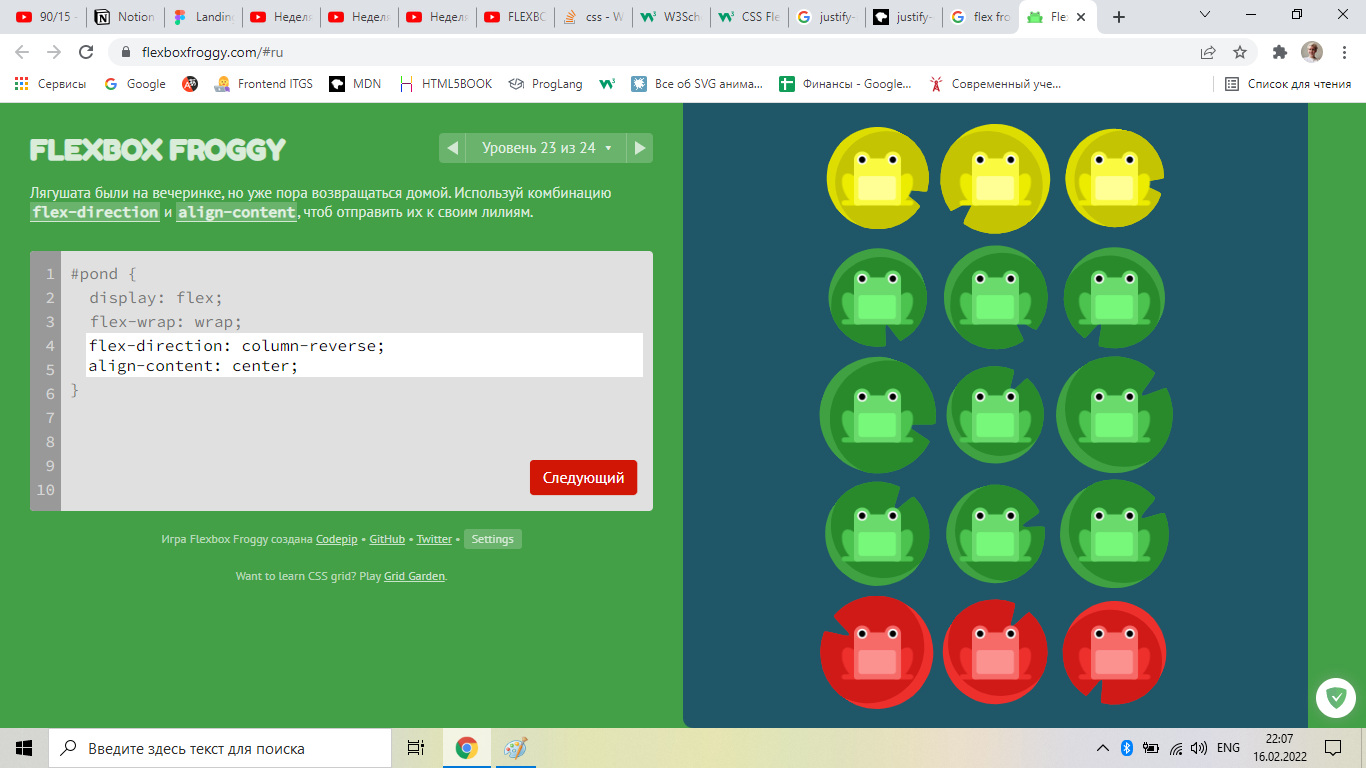 90/15 -
Notion
Landin
Неделя
Неделя
Неделя
FLEXBC
css - W
W3Sch
CSS Fle
justify-
justify-
flex fro
Fle
flexboxfroggy.com/#ru
Сервисы
Google
Frontend ITGS
MDN
HTML5BOOK
ProgLang
Все об SVG анима...
Финансы - Google...
Современный уче...
Список для чтения
FLEXBOX FROGGY
Уровень 23 из 24
Лягушата были на вечеринке, но уже пора возвращаться домой. Используй комбинацию
flex-direction и align-content, чтоб отправить их к своим лилиям.
1 #pond {
2 display: flex;
3 flex-wrap: wrap;
4 flex-direction: column-reverse;
5 align-content: center;
6 }
7
8
9
10
Следующий
Игра Flexbox Froggy создана Codepip • GitHub • Twitter • Settings
Want to learn CSS grid? Play Grid Garden.
Введите здесь текст для поиска
ENG
22:07
16.02.2022